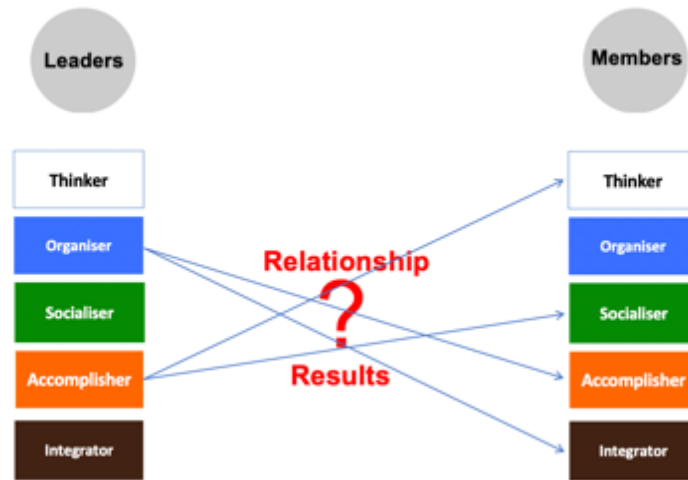 Leaders
Members
Thinker
Thinker
Organiser
Organiser
Relationship
?
Socialiser
Socialiser
Results
Accomplisher
Accomplisher
Integrator
Integrator